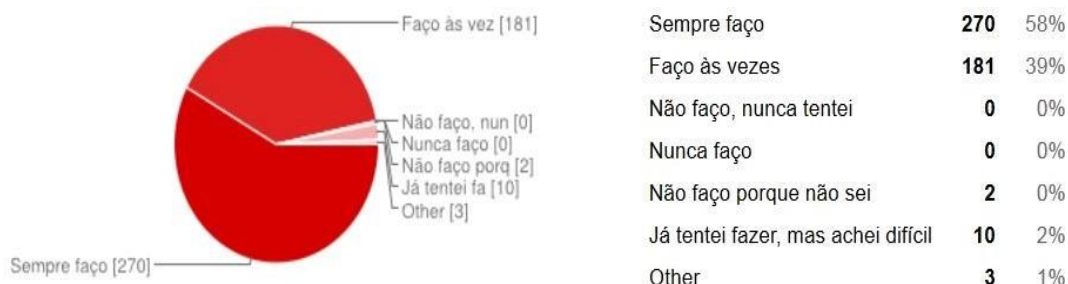 Faço às vez [181]
Não faço, nun [0]
Nunca faço [0]
Não faço porq [2]
Já tentei fa [10]
Other [3]
Sempre faço [270]
Sempre faço 270 58%
Faço às vezes 181 39%
Não faço, nunca tentei 0 0%
Nunca faço 0 0%
Não faço porque não sei 2 0%
Já tentei fazer, mas achei difícil 10 2%
Other 3 1%